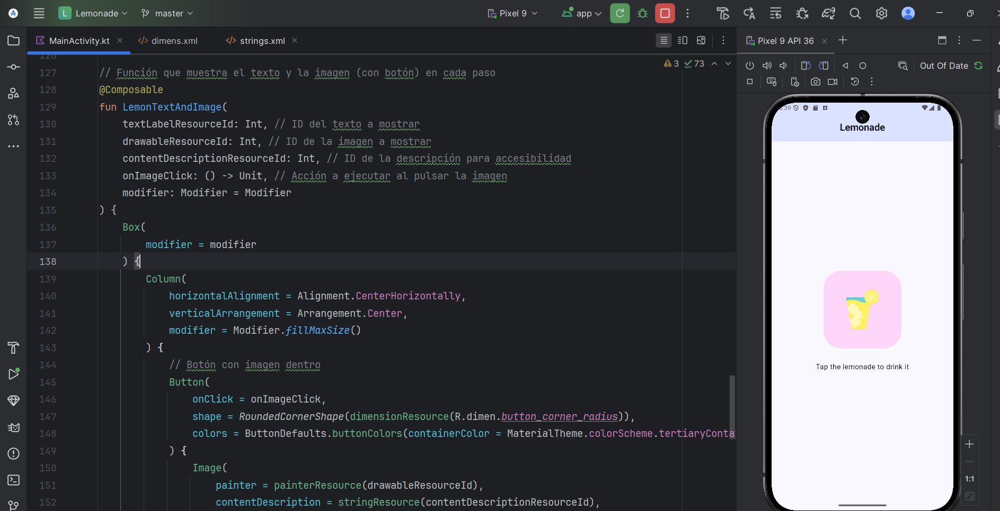 L Lemonade master Pixel 9 app
MainActivity.kt dimens.xml strings.xml
Pixel 9 API 36
Out Of Date
3 73
127 // Función que muestra el texto y la imagen (con botón) en cada paso
128 @Composable
129 fun LemonTextAndImage(
130 textLabelResourceId: Int, // ID del texto a mostrar
131 drawableResourceId: Int, // ID de la imagen a mostrar
132 contentDescriptionResourceId: Int, // ID de la descripción para accesibilidad
133 onImageClick: () -> Unit, // Acción a ejecutar al pulsar la imagen
134 modifier: Modifier = Modifier
135 ) {
136 Box(
137 modifier = modifier
138 ) {
139 Column(
140 horizontalAlignment = Alignment.CenterHorizontally,
141 verticalArrangement = Arrangement.Center,
142 modifier = Modifier.fillMaxSize()
143 ) {
144 // Botón con imagen dentro
145 Button(
146 onClick = onImageClick,
147 shape = RoundedCornerShape(dimensionResource(R.dimen.button_corner_radius)),
148 colors = ButtonDefaults.buttonColors(containerColor = MaterialTheme.colorScheme.tertiaryConta
149 ) {
150 Image(
151 painter = painterResource(drawableResourceId),
152 contentDescription = stringResource(contentDescriptionResourceId),
Lemonade
Tap the lemonade to drink it
1:1